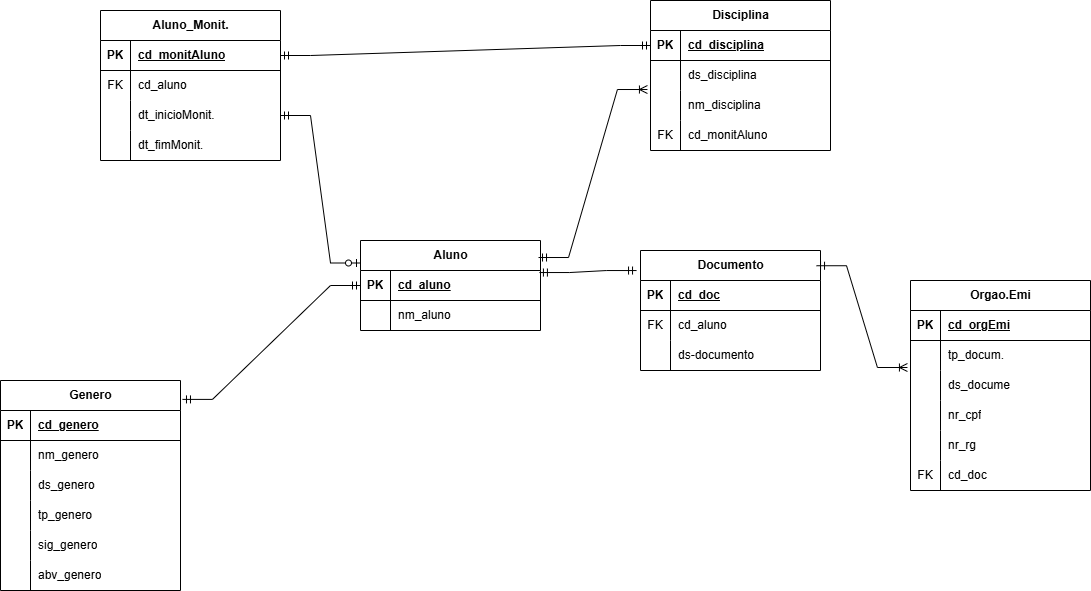 Aluno_Monit.
PK cd_monitAluno
FK cd_aluno
dt_inicioMonit.
dt_fimMonit.
Disciplina
PK cd_disciplina
ds_disciplina
nm_disciplina
FK cd_monitAluno
Aluno
PK cd_aluno
nm_aluno
Documento
PK cd_doc
FK cd_aluno
ds-documento
Orgao.Emi
PK cd_orgEmi
tp_docum.
ds_docume
nr_cpf
nr_rg
FK cd_doc
Genero
PK cd_genero
nm_genero
ds_genero
tp_genero
sig_genero
abv_genero